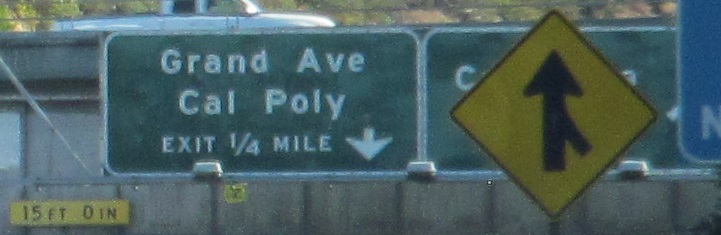 Grand Ave
Cal Poly
EXIT 1/4 MILE
15 FT 0 IN